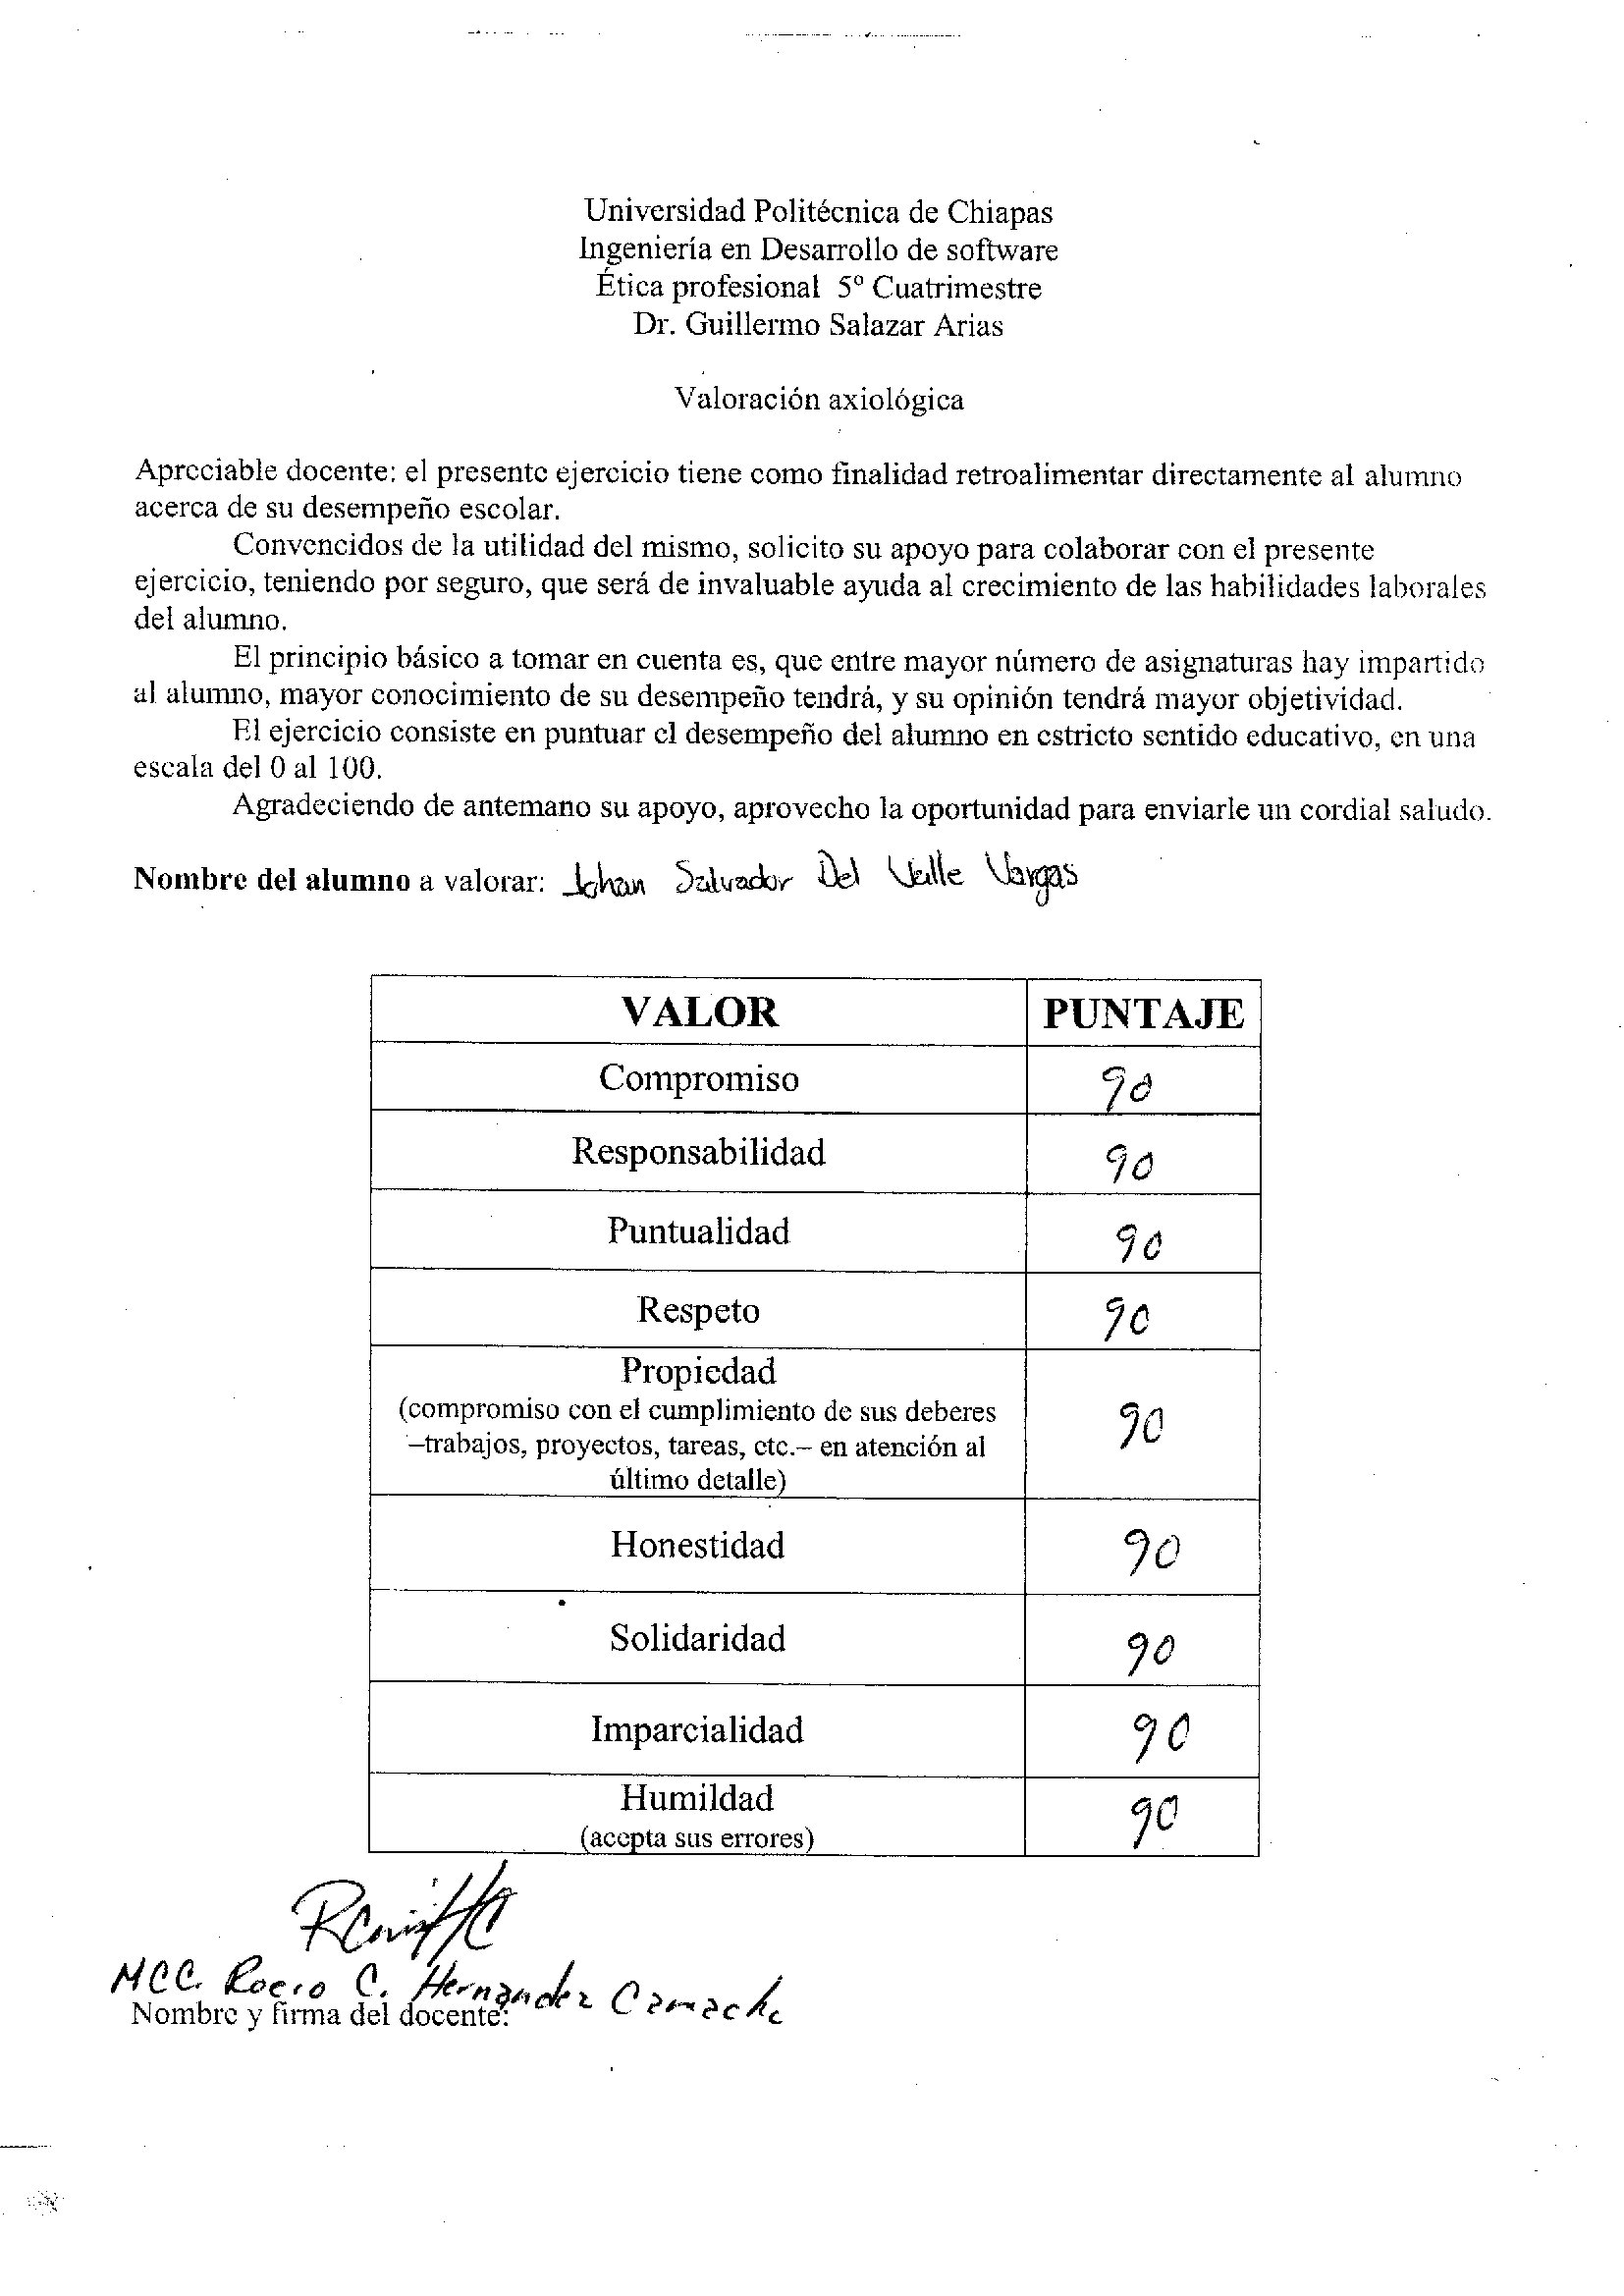 Universidad Politécnica de Chiapas
Ingeniería en Desarrollo de software
Ética profesional 5º Cuatrimestre
Dr. Guillermo Salazar Arias
Valoración axiológica
Apreciable docente: el presente ejercicio tiene como finalidad retroalimentar directamente al alumno
acerca de su desempeño escolar.
Convencidos de la utilidad del mismo, solicito su apoyo para colaborar con el presente
ejercicio, teniendo por seguro, que será de invaluable ayuda al crecimiento de las habilidades laborales
del alumno.
El principio básico a tomar en cuenta es, que entre mayor número de asignaturas hay impartido
al alumno, mayor conocimiento de su desempeño tendrá, y su opinión tendrá mayor objetividad.
El ejercicio consiste en puntuar el desempeño del alumno en estricto sentido educativo, en una
escala del 0 al 100.
Agradeciendo de antemano su apoyo, aprovecho la oportunidad para enviarle un cordial saludo.
Nombre del alumno a valorar: Johan Salvador Del Valle Vargas
VALOR PUNTAJE
Compromiso 90
Responsabilidad 90
Puntualidad 90
Respeto 90
Propiedad
(compromiso con el cumplimiento de sus deberes
–trabajos, proyectos, tareas, etc.– en atención al 90
último detalle)
Honestidad 90
Solidaridad 90
Imparcialidad 90
Humildad 90
(acepta sus errores)
MCC. Rocio C. Hernandez Camacho
Nombre y firma del docente: